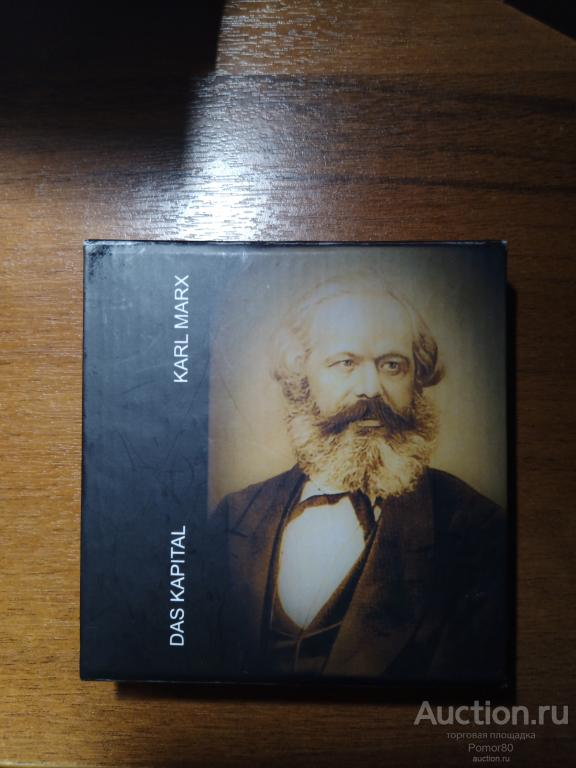 DAS KAPITAL
KARL MARX
Auction.ru
торговая площадка
Pomor80
auction.ru